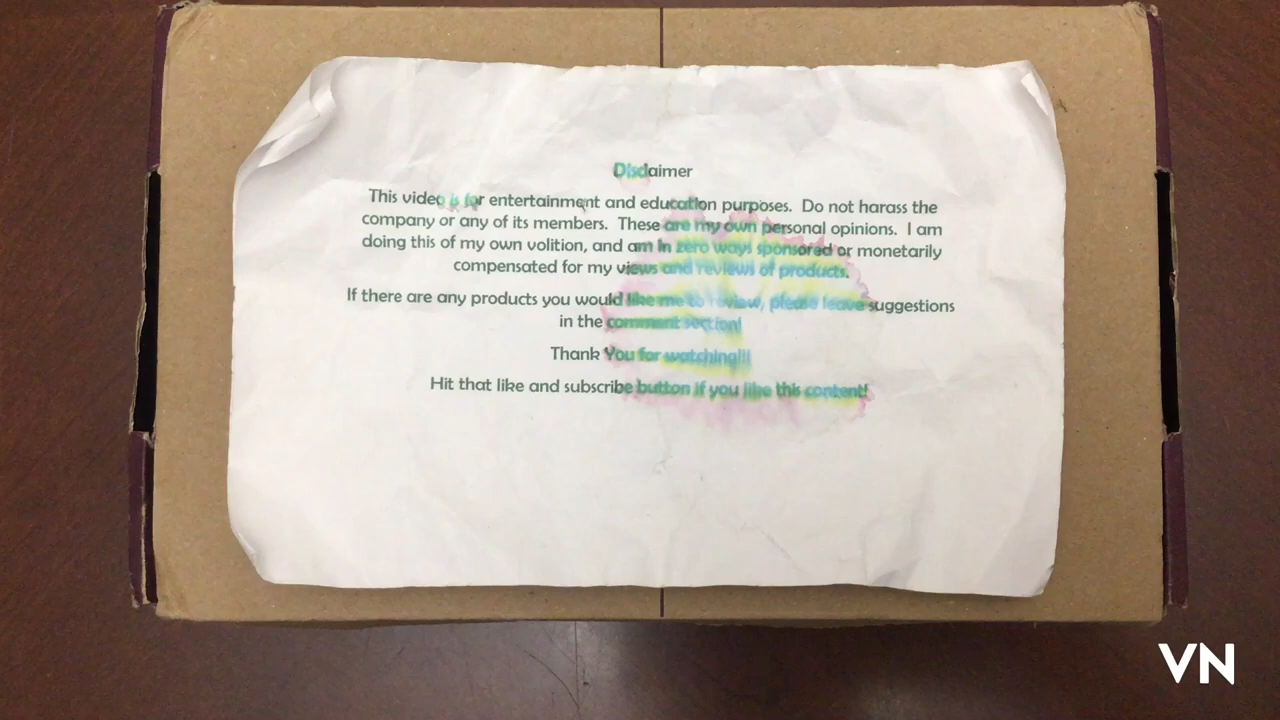 Disclaimer
This video is for entertainment and education purposes. Do not harass the
company or any of its members. These are my own personal opinions. I am
doing this of my own volition, and am in zero ways sponsored or monetarily
compensated for my views and reviews of products.
If there are any products you would like me to review, please leave suggestions
in the comment section!
Thank You for watching!!!
Hit that like and subscribe button if you like this content!
VN